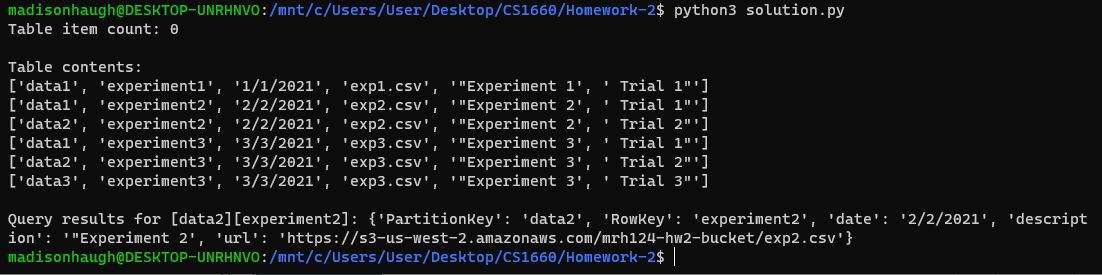 madisonhaugh@DESKTOP-UNRHNVO:/mnt/c/Users/User/Desktop/CS1660/Homework-2$ python3 solution.py
Table item count: 0
Table contents:
['data1', 'experiment1', '1/1/2021', 'exp1.csv', '"Experiment 1', ' Trial 1"']
['data1', 'experiment2', '2/2/2021', 'exp2.csv', '"Experiment 2', ' Trial 1"']
['data2', 'experiment2', '2/2/2021', 'exp2.csv', '"Experiment 2', ' Trial 2"']
['data1', 'experiment3', '3/3/2021', 'exp3.csv', '"Experiment 3', ' Trial 1"']
['data2', 'experiment3', '3/3/2021', 'exp3.csv', '"Experiment 3', ' Trial 2"']
['data3', 'experiment3', '3/3/2021', 'exp3.csv', '"Experiment 3', ' Trial 3"']
Query results for [data2][experiment2]: {'PartitionKey': 'data2', 'RowKey': 'experiment2', 'date': '2/2/2021', 'descript
ion': '"Experiment 2', 'url': 'https://s3-us-west-2.amazonaws.com/mrh124-hw2-bucket/exp2.csv'}
madisonhaugh@DESKTOP-UNRHNVO:/mnt/c/Users/User/Desktop/CS1660/Homework-2$